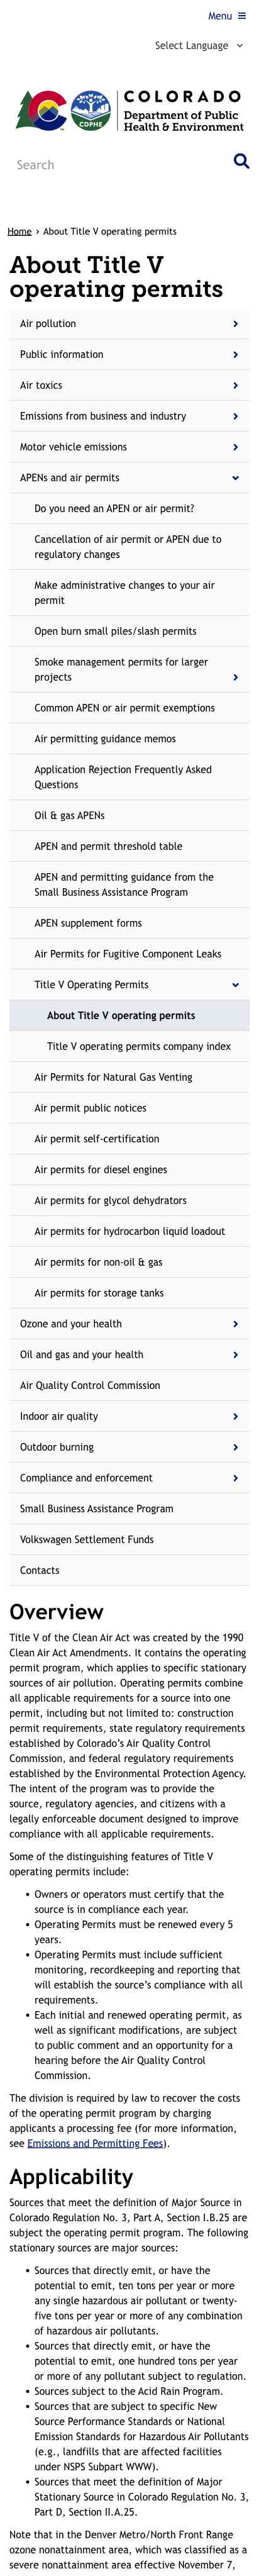 Menu
Select Language
COLORADO
Department of Public
Health & Environment
CDPHE
Search
Home › About Title V operating permits
About Title V
operating permits
Air pollution
Public information
Air toxics
Emissions from business and industry
Motor vehicle emissions
APENs and air permits
Do you need an APEN or air permit?
Cancellation of air permit or APEN due to
regulatory changes
Make administrative changes to your air
permit
Open burn small piles/slash permits
Smoke management permits for larger
projects
Common APEN or air permit exemptions
Air permitting guidance memos
Application Rejection Frequently Asked
Questions
Oil & gas APENs
APEN and permit threshold table
APEN and permitting guidance from the
Small Business Assistance Program
APEN supplement forms
Air Permits for Fugitive Component Leaks
Title V Operating Permits
About Title V operating permits
Title V operating permits company index
Air Permits for Natural Gas Venting
Air permit public notices
Air permit self-certification
Air permits for diesel engines
Air permits for glycol dehydrators
Air permits for hydrocarbon liquid loadout
Air permits for non-oil & gas
Air permits for storage tanks
Ozone and your health
Oil and gas and your health
Air Quality Control Commission
Indoor air quality
Outdoor burning
Compliance and enforcement
Small Business Assistance Program
Volkswagen Settlement Funds
Contacts
Overview
Title V of the Clean Air Act was created by the 1990
Clean Air Act Amendments. It contains the operating
permit program, which applies to specific stationary
sources of air pollution. Operating permits combine
all applicable requirements for a source into one
permit, including but not limited to: construction
permit requirements, state regulatory requirements
established by Colorado's Air Quality Control
Commission, and federal regulatory requirements
established by the Environmental Protection Agency.
The intent of the program was to provide the
source, regulatory agencies, and citizens with a
legally enforceable document designed to improve
compliance with all applicable requirements.
Some of the distinguishing features of Title V
operating permits include:
• Owners or operators must certify that the
source is in compliance each year.
• Operating Permits must be renewed every 5
years.
• Operating Permits must include sufficient
monitoring, recordkeeping and reporting that
will establish the source's compliance with all
requirements.
• Each initial and renewed operating permit, as
well as significant modifications, are subject
to public comment and an opportunity for a
hearing before the Air Quality Control
Commission.
The division is required by law to recover the costs
of the operating permit program by charging
applicants a processing fee (for more information,
see Emissions and Permitting Fees).
Applicability
Sources that meet the definition of Major Source in
Colorado Regulation No. 3, Part A, Section I.B.25 are
subject the operating permit program. The following
stationary sources are major sources:
• Sources that directly emit, or have the
potential to emit, ten tons per year or more
any single hazardous air pollutant or twenty-
five tons per year or more of any combination
of hazardous air pollutants.
• Sources that directly emit, or have the
potential to emit, one hundred tons per year
or more of any pollutant subject to regulation.
• Sources subject to the Acid Rain Program.
• Sources that are subject to specific New
Source Performance Standards or National
Emission Standards for Hazardous Air Pollutants
(e.g., landfills that are affected facilities
under NSPS Subpart WWW).
• Sources that meet the definition of Major
Stationary Source in Colorado Regulation No. 3,
Part D, Section II.A.25.
Note that in the Denver Metro/North Front Range
ozone nonattainment area, which was classified as a
severe nonattainment area effective November 7,